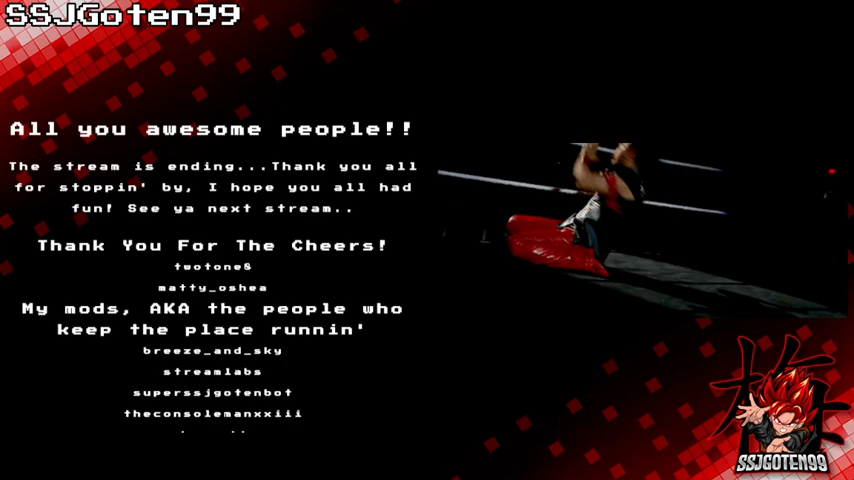 SSJGoten99
All you awesome people!!
The stream is ending...Thank you all
for stoppin' by, I hope you all had
fun! See ya next stream..
Thank You For The Cheers!
twotone8
matty_oshea
My mods, AKA the people who
keep the place runnin'
breeze_and_sky
streamlabs
superssjgotenbot
theconsolemanxxiii
SSJGOTEN99